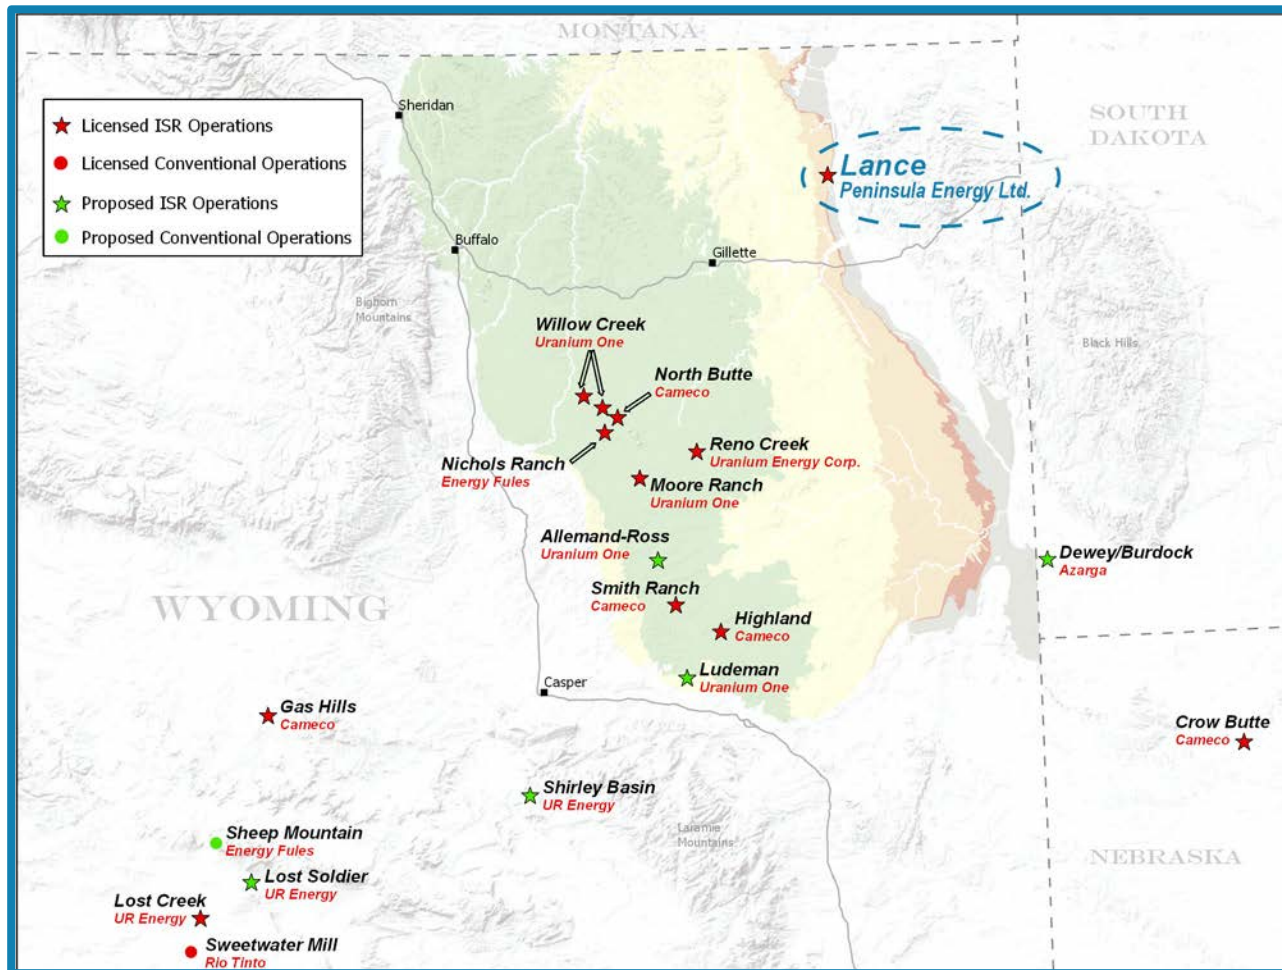 MONTANA
Sheridan
Licensed ISR Operations
Licensed Conventional Operations
Proposed ISR Operations
Proposed Conventional Operations
SOUTH
DAKOTA
Lance
Peninsula Energy Ltd.
Buffalo
Gillette
Bighorn
Mountains
Black Hills
Willow Creek
Uranium One
North Butte
Cameco
Nichols Ranch
Energy Fules
Reno Creek
Uranium Energy Corp.
Moore Ranch
Uranium One
Allemand-Ross
Uranium One
Dewey/Burdock
Azarga
Smith Ranch
Cameco
WYOMING
Highland
Cameco
Ludeman
Uranium One
Casper
Gas Hills
Cameco
Crow Butte
Cameco
Shirley Basin
UR Energy
Laramie
Mountains
Sheep Mountain
Energy Fules
NEBRASKA
Lost Soldier
UR Energy
Lost Creek
UR Energy
Sweetwater Mill
Rio Tinto